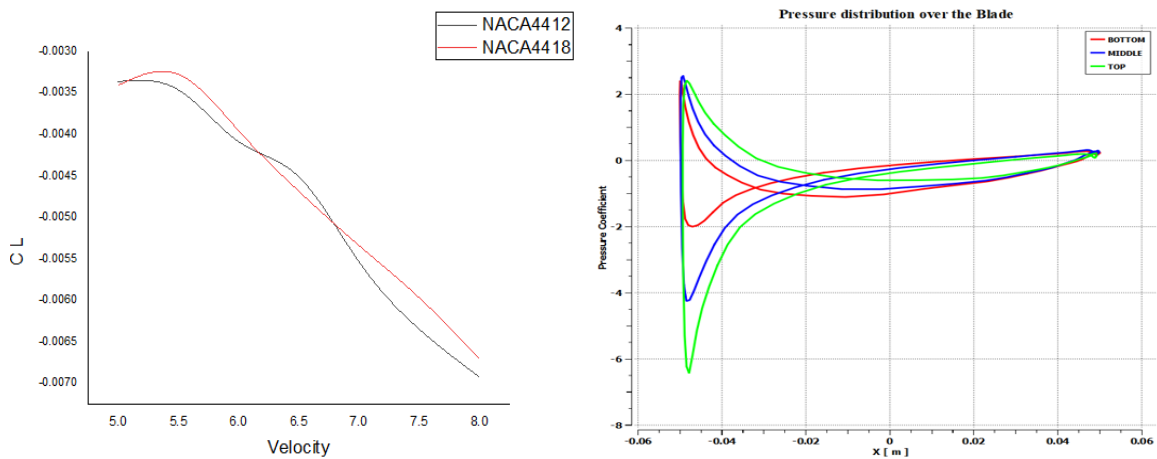 NACA4412
NACA4418
-0.0030
-0.0035
-0.0040
-0.0045
-0.0050
-0.0055
-0.0060
-0.0065
-0.0070
CL
5.0 5.5 6.0 6.5 7.0 7.5 8.0
Velocity
Pressure distribution over the Blade
BOTTOM
MIDDLE
TOP
4
2
0
-2
-4
-6
-8
Pressure Coefficient
-0.06 -0.04 -0.02 0 0.02 0.04 0.06
X [ m ]